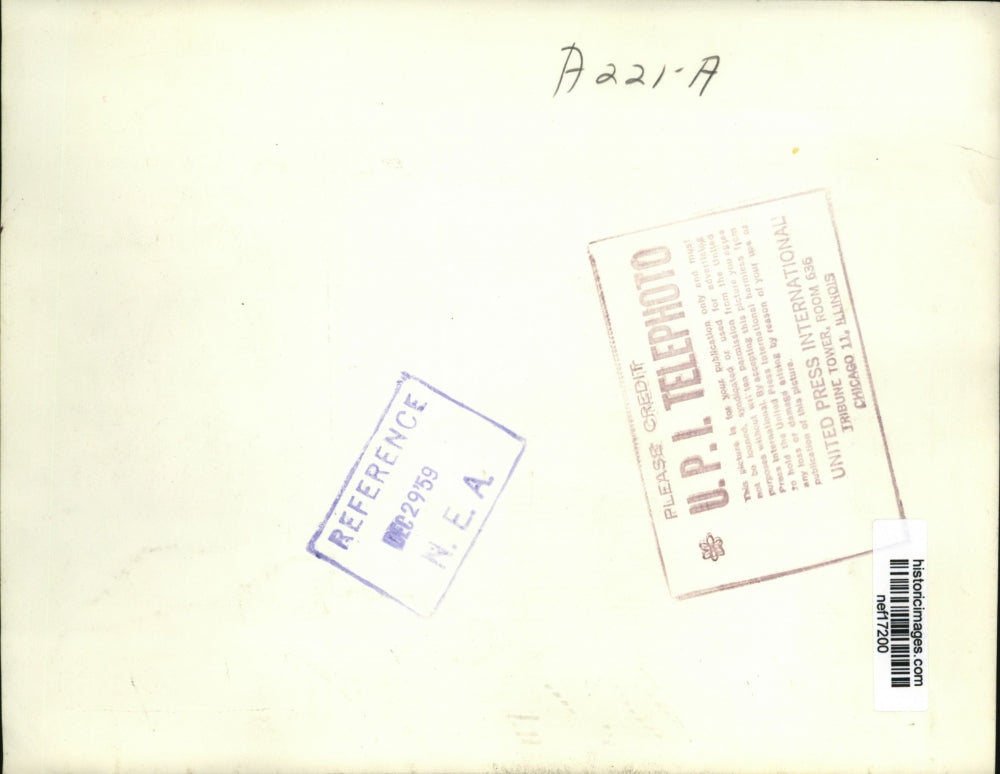 A221-A
REFERENCE
DEC 29 '59
N. E. A.
PLEASE CREDIT
U. P. I. TELEPHOTO
This picture is for your publication only and must
not be loaned, syndicated or used for advertising
purposes without written permission from the United
Press International. By accepting this picture you agree
to hold the United Press International harmless from
any loss or damage arising by reason of your use or
publication of this picture.
UNITED PRESS INTERNATIONAL
TRIBUNE TOWER, ROOM 636
CHICAGO 11, ILLINOIS
historicimages.com
nef17200